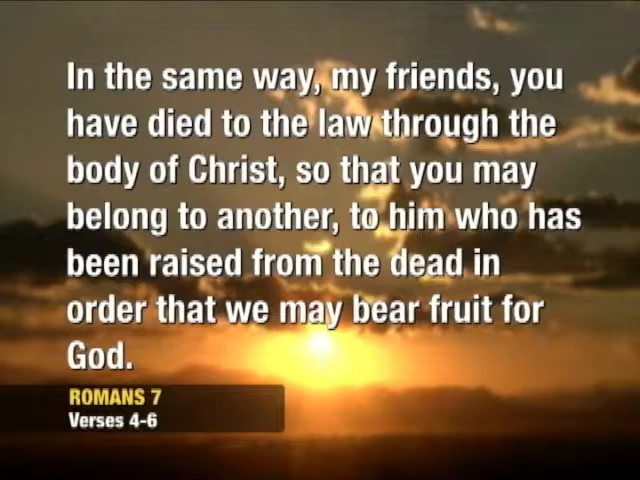 In the same way, my friends, you
have died to the law through the
body of Christ, so that you may
belong to another, to him who has
been raised from the dead in
order that we may bear fruit for
God.
ROMANS 7
Verses 4-6